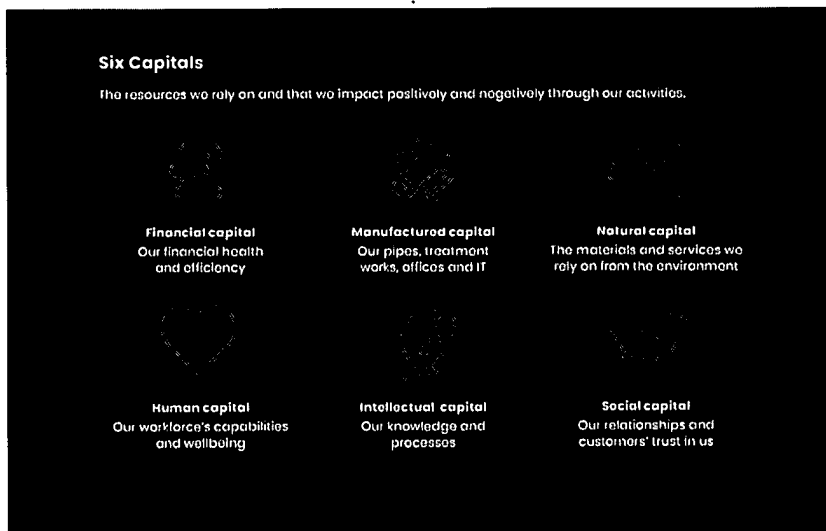 Six Capitals
The resources we rely on and that we impact positively and negatively through our activities.
Financial capital
Our financial health
and efficiency
Manufactured capital
Our pipes, treatment
works, offices and IT
Natural capital
The materials and services we
rely on from the environment
Human capital
Our workforce's capabilities
and wellbeing
Intellectual capital
Our knowledge and
processes
Social capital
Our relationships and
customers' trust in us